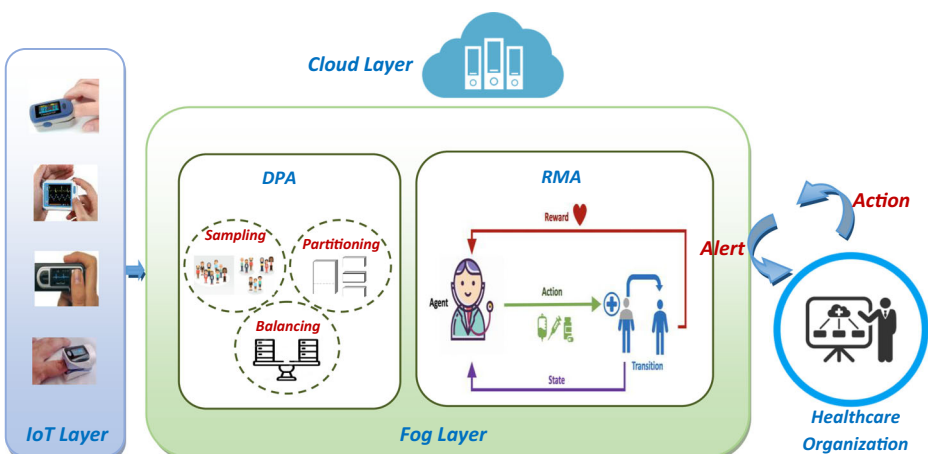 Cloud Layer
DPA
RMA
Sampling
Partitioning
Balancing
Reward
Agent
Action
Transition
State
Alert
Action
IoT Layer
Fog Layer
Healthcare
Organization